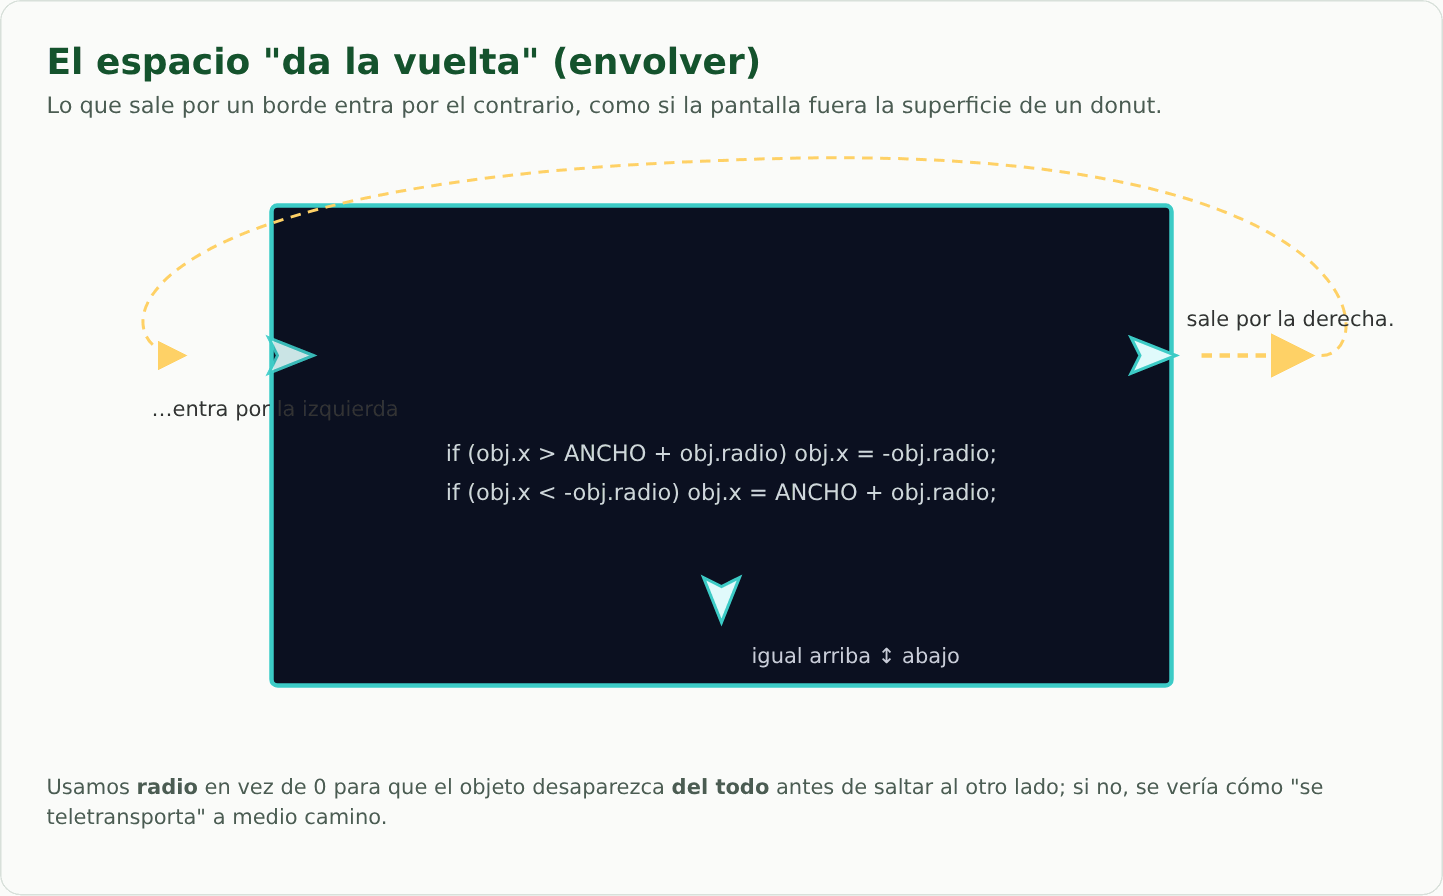 El espacio "da la vuelta" (envolver)
Lo que sale por un borde entra por el contrario, como si la pantalla fuera la superficie de un donut.
sale por la derecha.
…entra por la izquierda
if (obj.x > ANCHO + obj.radio) obj.x = -obj.radio;
if (obj.x < -obj.radio) obj.x = ANCHO + obj.radio;
igual arriba ↕ abajo
Usamos radio en vez de 0 para que el objeto desaparezca del todo antes de saltar al otro lado; si no, se vería cómo "se
teletransporta" a medio camino.